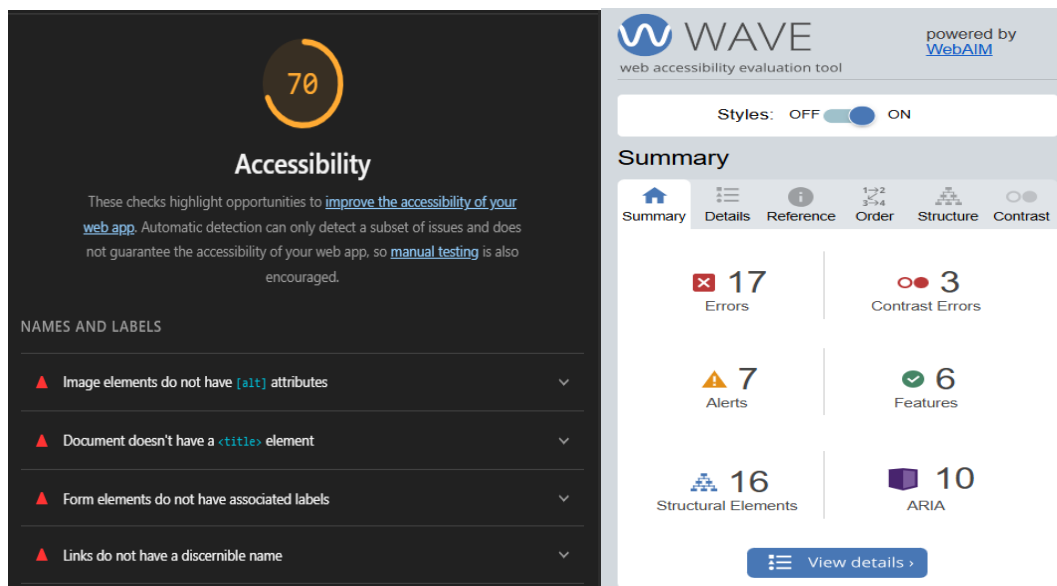 70
Accessibility
These checks highlight opportunities to improve the accessibility of your
web app. Automatic detection can only detect a subset of issues and does
not guarantee the accessibility of your web app, so manual testing is also
encouraged.
NAMES AND LABELS
Image elements do not have [alt] attributes
Document doesn't have a <title> element
Form elements do not have associated labels
Links do not have a discernible name
WAVE
powered by
WebAIM
web accessibility evaluation tool
Styles: OFF ON
Summary
1→2
3→4
Summary Details Reference Order Structure Contrast
17
Errors
3
Contrast Errors
7
Alerts
6
Features
16
Structural Elements
10
ARIA
View details ›